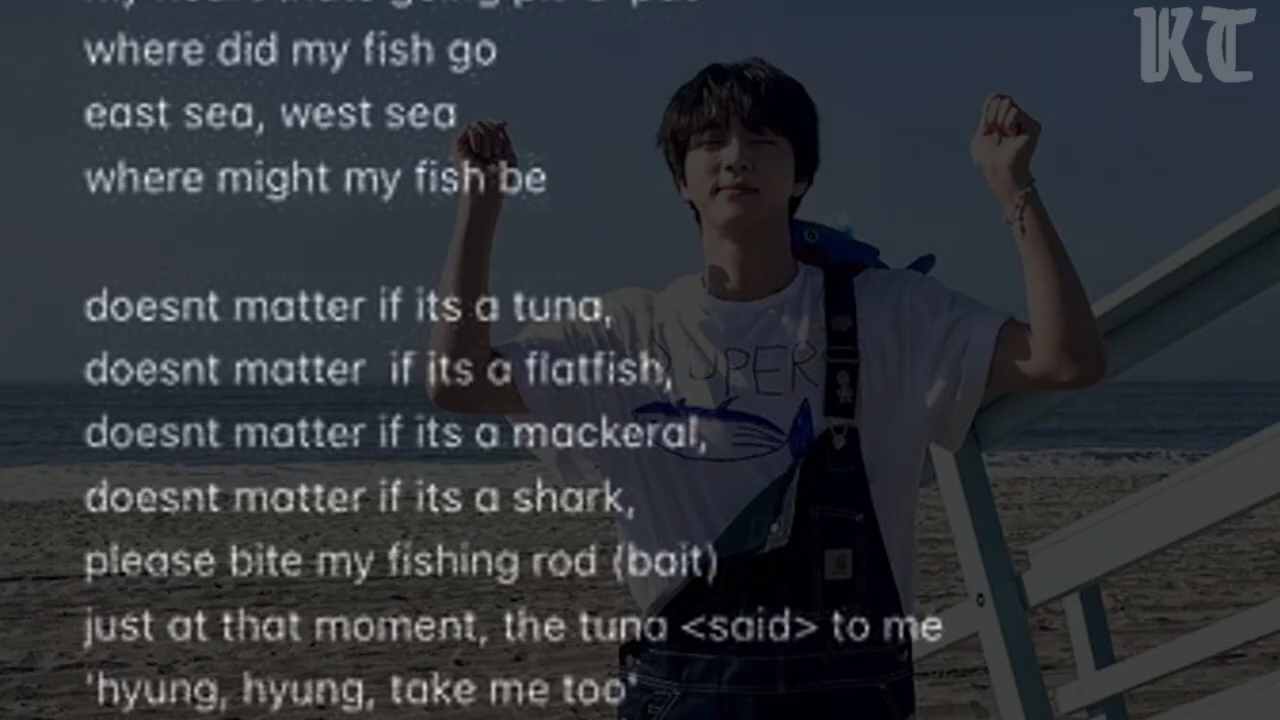 KT
where did my fish go
east sea, west sea
where might my fish be
doesnt matter if its a tuna,
doesnt matter if its a flatfish,
doesnt matter if its a mackeral,
doesnt matter if its a shark,
please bite my fishing rod (bait)
just at that moment, the tuna <said> to me
'hyung, hyung, take me too'
SUPER